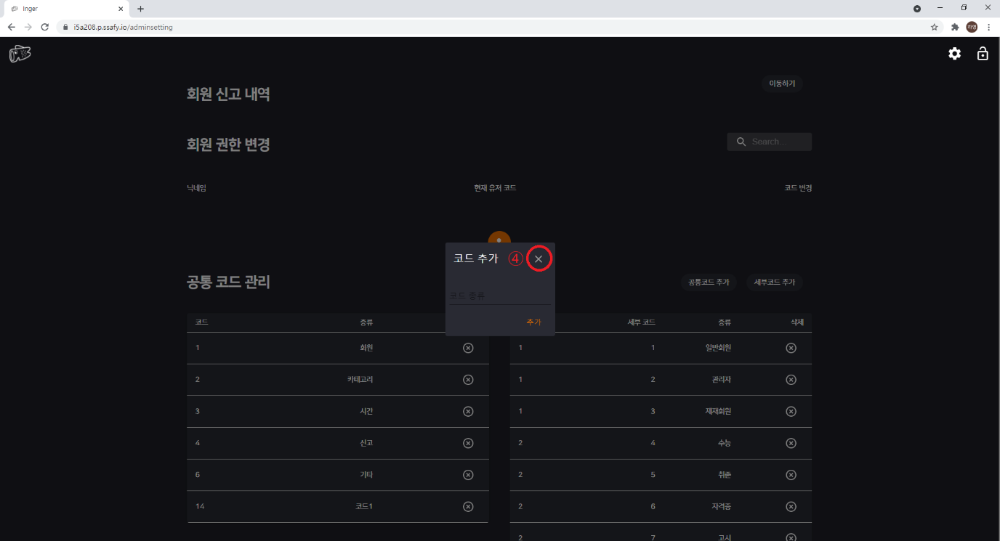 Inger
i5a208.p.ssafy.io/adminsetting
하영
회원 신고 내역
이동하기
회원 권한 변경
Search...
닉네임 현재 유저 코드 코드 변경
코드 추가 ④
공통 코드 관리
공통코드 추가 세부코드 추가
코드 종류
추가
코드 종류
세부 코드 종류 삭제
1 회원
1 1 일반회원
2 카테고리
1 2 관리자
3 시간
1 3 제재회원
4 신고
2 4 수능
6 기타
2 5 취준
14 코드1
2 6 자격증
2 7 고시